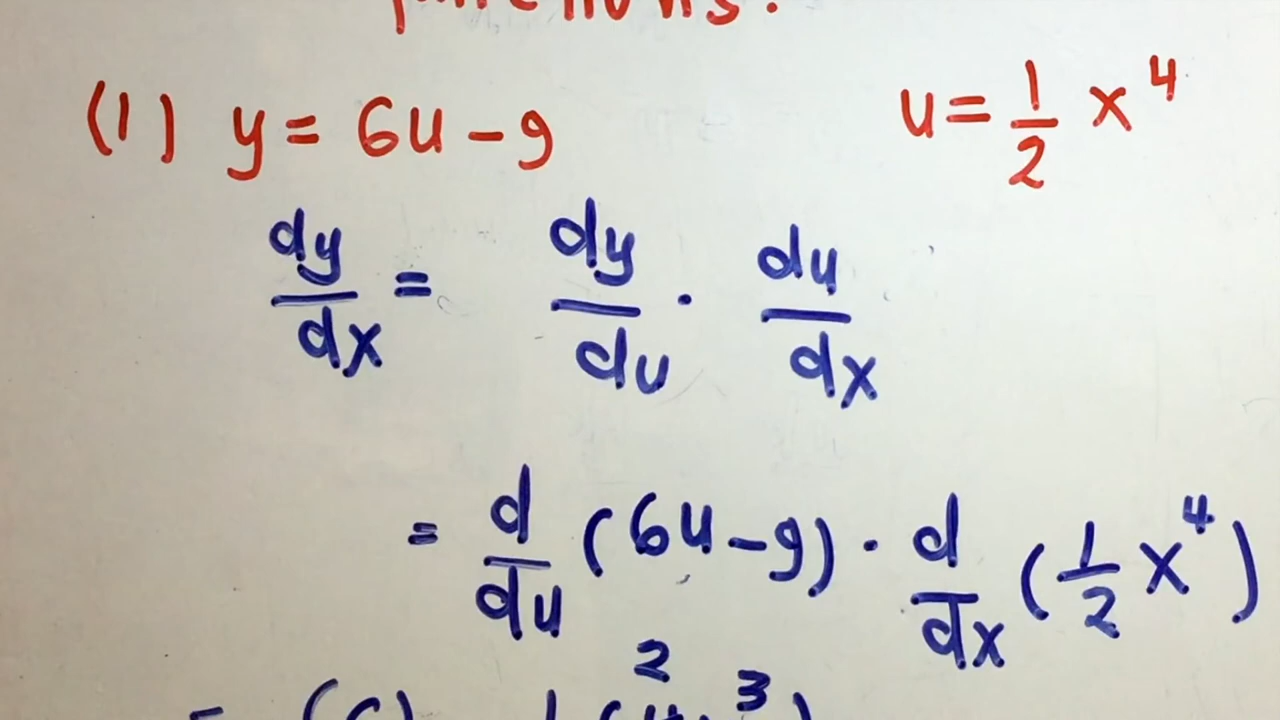 functions.
(1) y = 6u - 9 u = 1/2 x^4
dy/dx = dy/du · du/dx
= d/du (6u - 9) · d/dx (1/2 x^4)